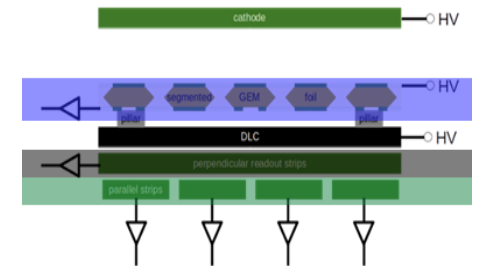 cathode
HV
HV
segmented GEM foil
pillar pillar
DLC
HV
perpendicular readout strips
parallel strips